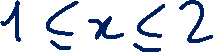 1 ≤ x ≤ 2